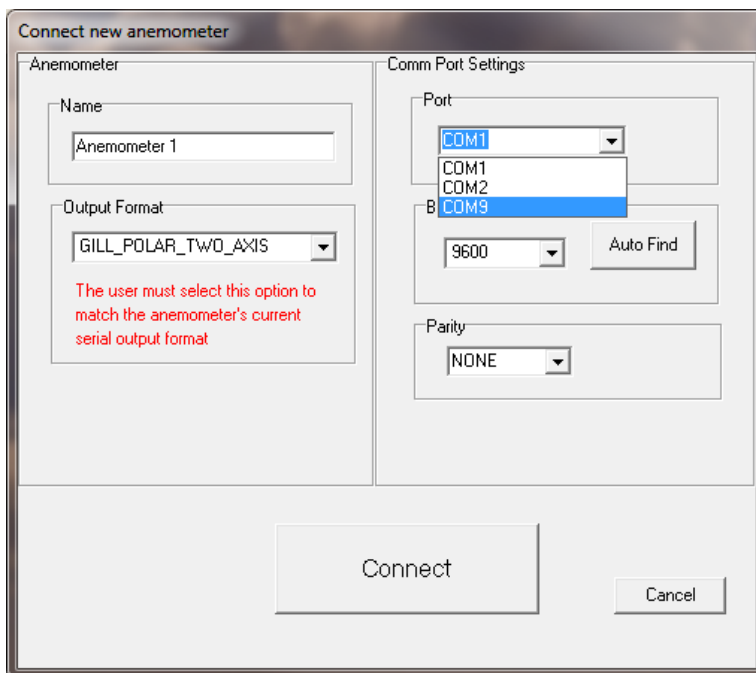 Connect new anemometer
Anemometer
Name
Anemometer 1
Output Format
GILL_POLAR_TWO_AXIS
The user must select this option to
match the anemometer's current
serial output format
Comm Port Settings
Port
COM1
COM1
COM2
COM9
B
9600
Auto Find
Parity
NONE
Connect
Cancel